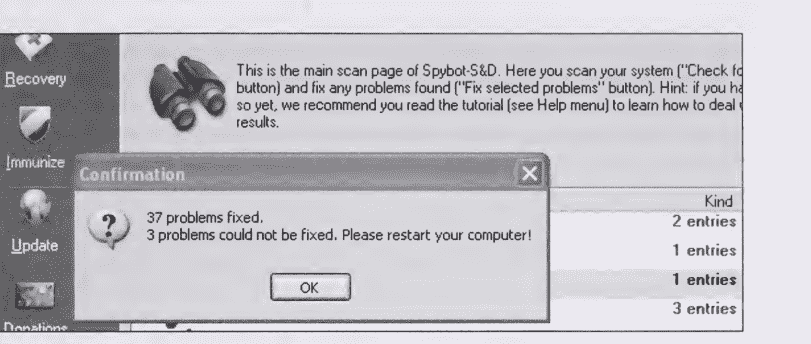 Recovery
Immunize
Update
Donations
This is the main scan page of Spybot-S&D. Here you scan your system ("Check fo
button) and fix any problems found ("Fix selected problems" button). Hint: if you ha
so yet, we recommend you read the tutorial (see Help menu) to learn how to deal
results.
Confirmation
37 problems fixed.
3 problems could not be fixed. Please restart your computer!
OK
Kind
2 entries
1 entries
1 entries
3 entries